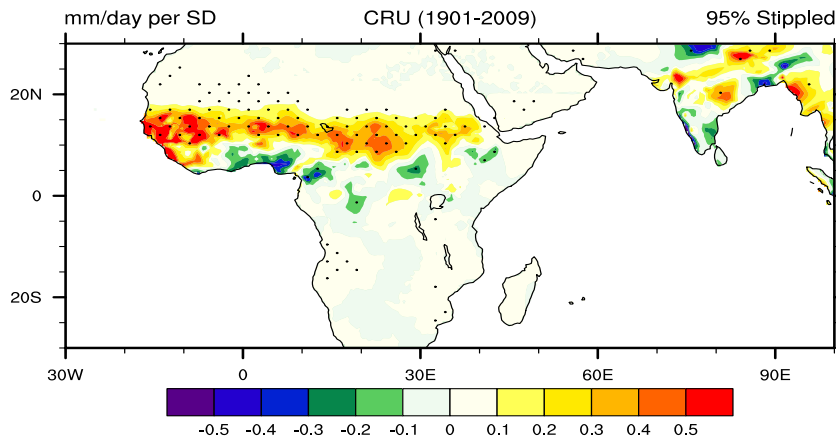 mm/day per SD CRU (1901-2009) 95% Stippled
20N
0
20S
30W 0 30E 60E 90E
-0.5 -0.4 -0.3 -0.2 -0.1 0 0.1 0.2 0.3 0.4 0.5